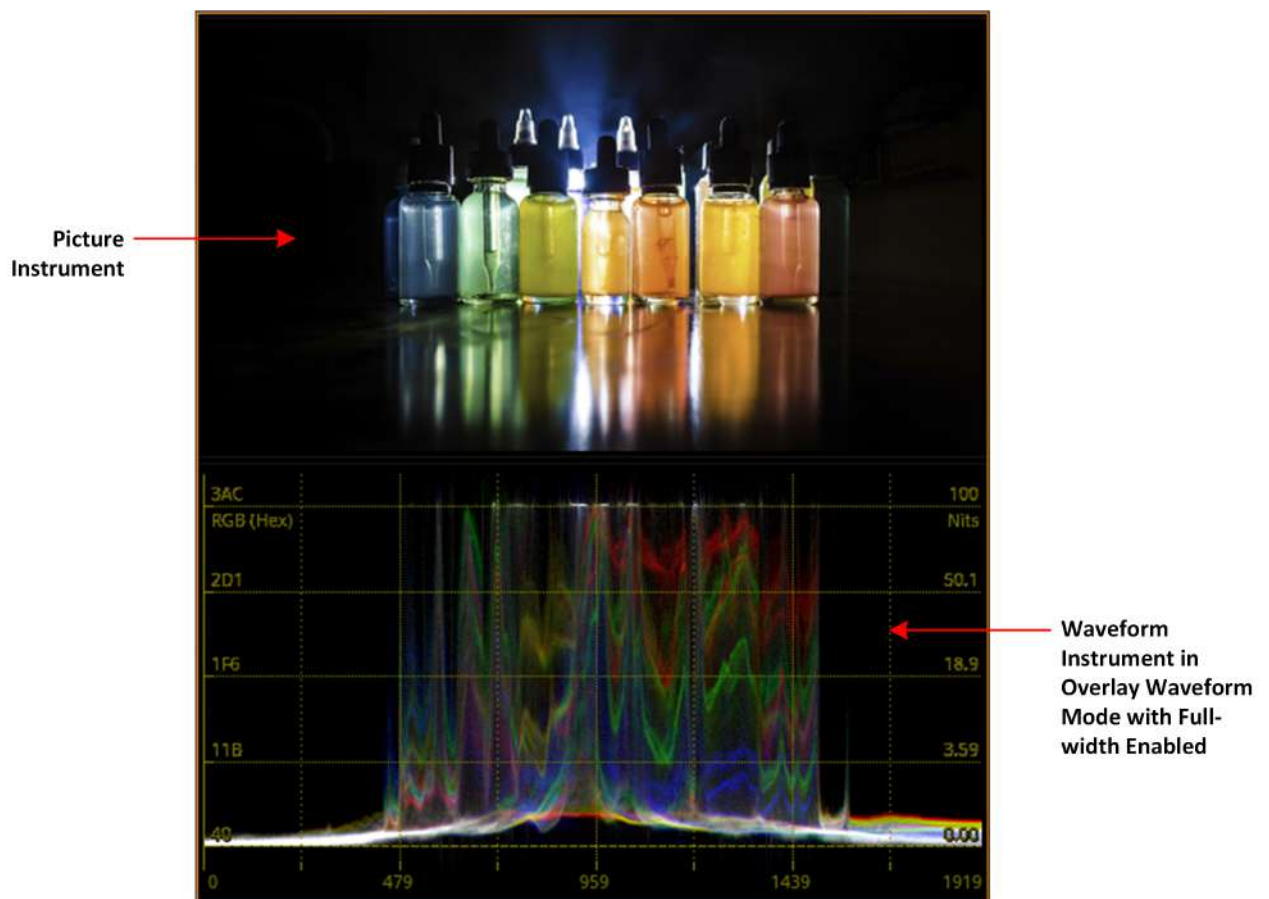 Picture
Instrument
3AC 100
RGB (Hex) Nits
2D1 50.1
1F6 18.9
11B 3.59
40 0.00
0 479 959 1439 1919
Waveform
Instrument in
Overlay Waveform
Mode with Full-
width Enabled